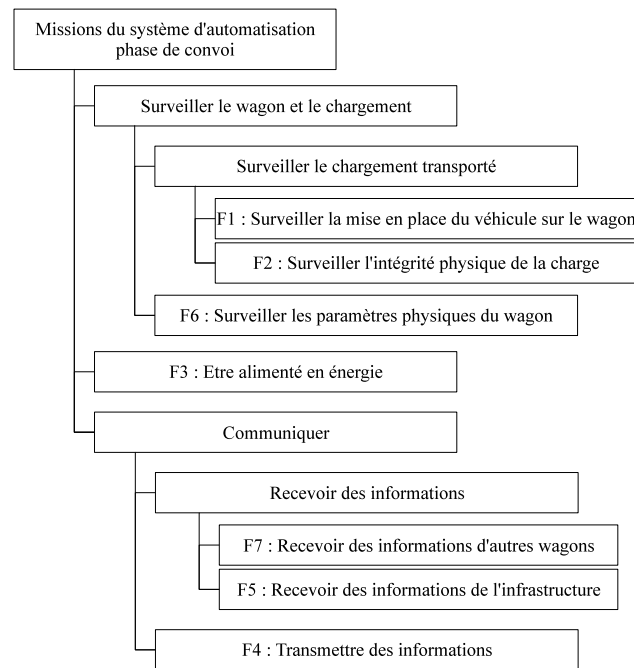 Missions du système d'automatisation
phase de convoi
Surveiller le wagon et le chargement
Surveiller le chargement transporté
F1 : Surveiller la mise en place du véhicule sur le wagon
F2 : Surveiller l'intégrité physique de la charge
F6 : Surveiller les paramètres physiques du wagon
F3 : Etre alimenté en énergie
Communiquer
Recevoir des informations
F7 : Recevoir des informations d'autres wagons
F5 : Recevoir des informations de l'infrastructure
F4 : Transmettre des informations